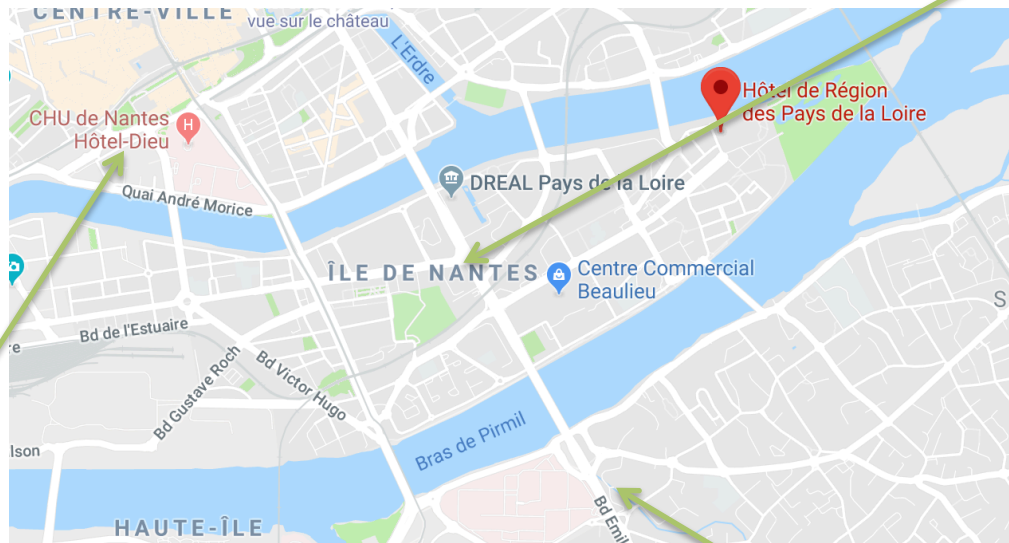 CENTRE-VILLE
vue sur le château
L'Erdre
Hôtel de Région
des Pays de la Loire
CHU de Nantes
Hôtel-Dieu
H
Quai André Morice
DREAL Pays de la Loire
ÎLE DE NANTES
Centre Commercial
Beaulieu
S
Bd de l'Estuaire
re
Bd Gustave Roch
Bd Victor Hugo
Bras de Pirmil
lson
Bd Emil
HAUTE-ÎLE